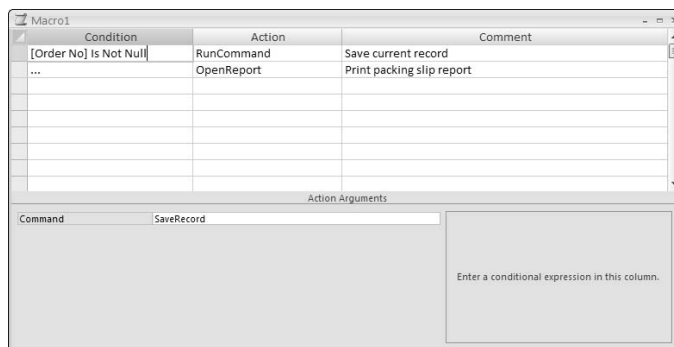 Macro1
Condition Action Comment
[Order No] Is Not Null RunCommand Save current record
... OpenReport Print packing slip report
Action Arguments
Command SaveRecord
Enter a conditional expression in this column.